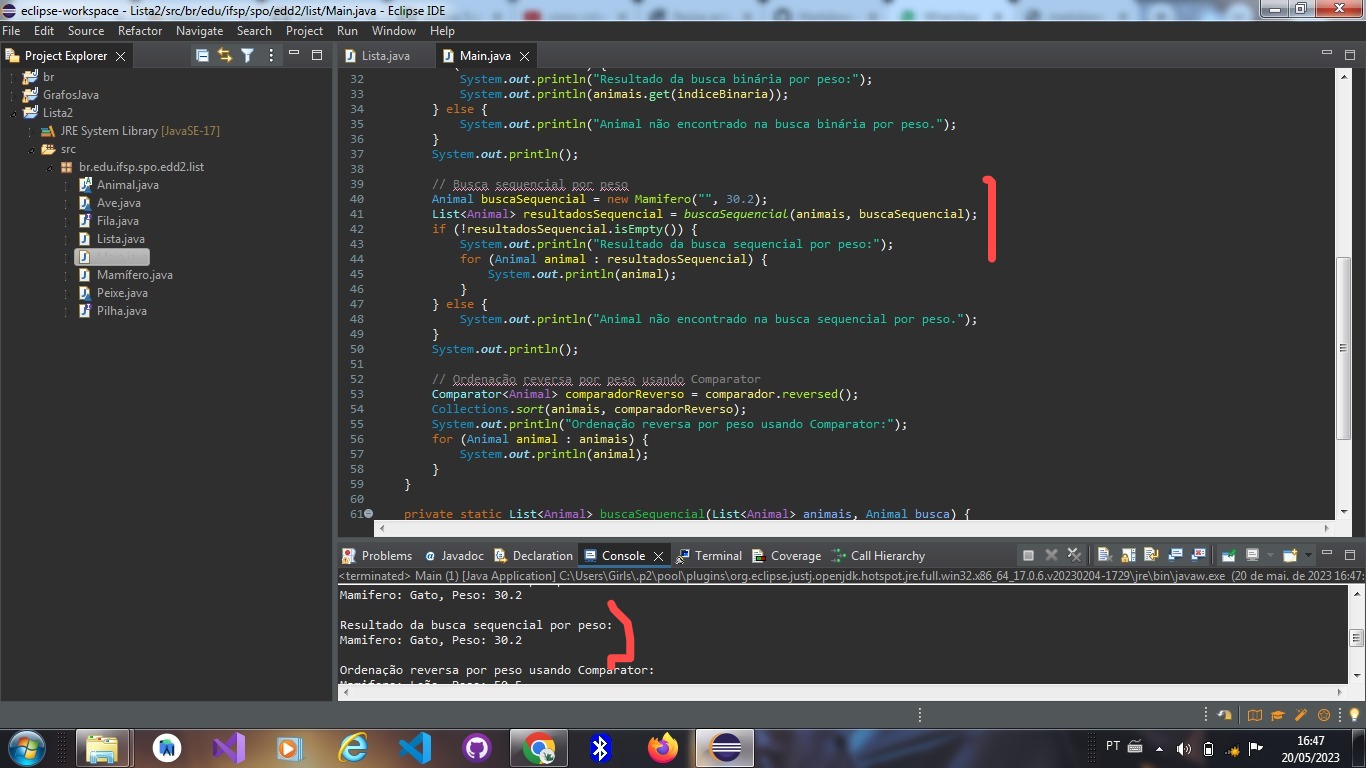 eclipse-workspace - Lista2/src/br/edu/ifsp/spo/edd2/list/Main.java - Eclipse IDE
File Edit Source Refactor Navigate Search Project Run Window Help
Project Explorer
br
GrafosJava
Lista2
JRE System Library [JavaSE-17]
src
br.edu.ifsp.spo.edd2.list
Animal.java
Ave.java
Fila.java
Lista.java
Mamífero.java
Peixe.java
Pilha.java
Lista.java Main.java
32 System.out.println("Resultado da busca binária por peso:");
33 System.out.println(animais.get(indiceBinaria));
34 } else {
35 System.out.println("Animal não encontrado na busca binária por peso.");
36 }
37 System.out.println();
38
39 // Busca sequencial por peso
40 Animal buscaSequencial = new Mamifero("", 30.2);
41 List<Animal> resultadosSequencial = buscaSequencial(animais, buscaSequencial);
42 if (!resultadosSequencial.isEmpty()) {
43 System.out.println("Resultado da busca sequencial por peso:");
44 for (Animal animal : resultadosSequencial) {
45 System.out.println(animal);
46 }
47 } else {
48 System.out.println("Animal não encontrado na busca sequencial por peso.");
49 }
50 System.out.println();
51
52 // Ordenação reversa por peso usando Comparator
53 Comparator<Animal> comparadorReverso = comparador.reversed();
54 Collections.sort(animais, comparadorReverso);
55 System.out.println("Ordenação reversa por peso usando Comparator:");
56 for (Animal animal : animais) {
57 System.out.println(animal);
58 }
59 }
60
61 private static List<Animal> buscaSequencial(List<Animal> animais, Animal busca) {
Problems Javadoc Declaration Console Terminal Coverage Call Hierarchy
<terminated> Main (1) [Java Application] C:\Users\Girls\.p2\pool\plugins\org.eclipse.justj.openjdk.hotspot.jre.full.win32.x86_64_17.0.6.v20230204-1729\jre\bin\javaw.exe (20 de mai. de 2023 16:47:
Mamifero: Gato, Peso: 30.2
Resultado da busca sequencial por peso:
Mamifero: Gato, Peso: 30.2
Ordenação reversa por peso usando Comparator:
PT
16:47
20/05/2023